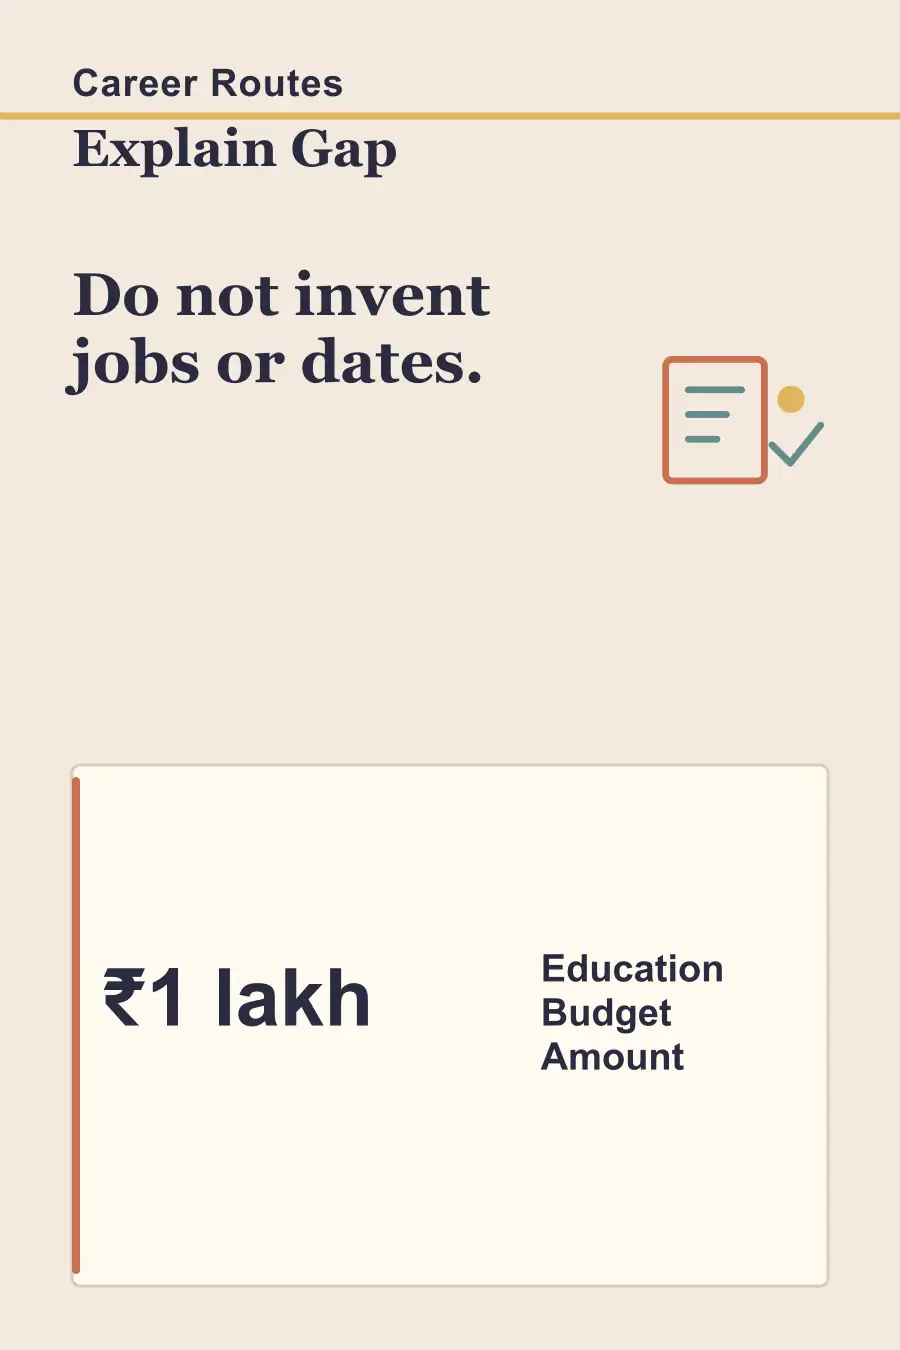 Career Routes
Explain Gap
Do not invent
jobs or dates.
₹1 lakh
Education
Budget
Amount